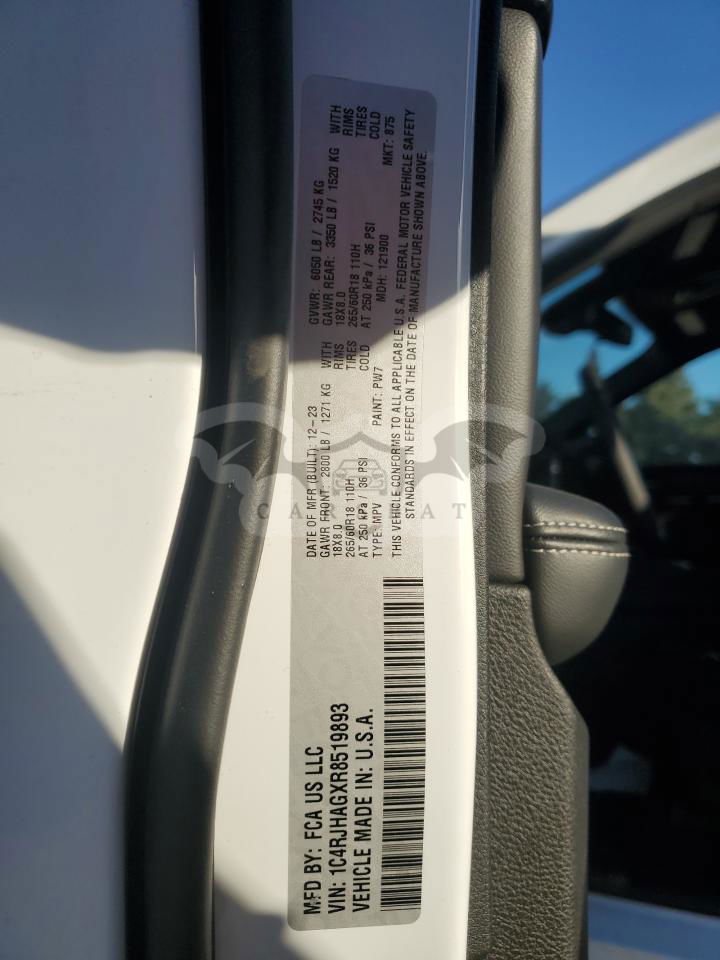 MFD BY: FCA US LLC
VIN: 1C4RJHAGXR8519893
VEHICLE MADE IN: U.S.A.
DATE OF MFR (BUILT): 12-23 GVWR: 6050 LB / 2745 KG
GAWR FRONT: 2800 LB / 1271 KG WITH GAWR REAR: 3350 LB / 1520 KG WITH
18X8.0 RIMS 18X8.0 RIMS
265/60R18 110H TIRES 265/60R18 110H TIRES
AT 250 kPa / 36 PSI COLD AT 250 kPa / 36 PSI COLD
TYPE: MPV PAINT: PW7 MDH: 121900 MKT: 875
THIS VEHICLE CONFORMS TO ALL APPLICABLE U.S.A. FEDERAL MOTOR VEHICLE SAFETY
STANDARDS IN EFFECT ON THE DATE OF MANUFACTURE SHOWN ABOVE.